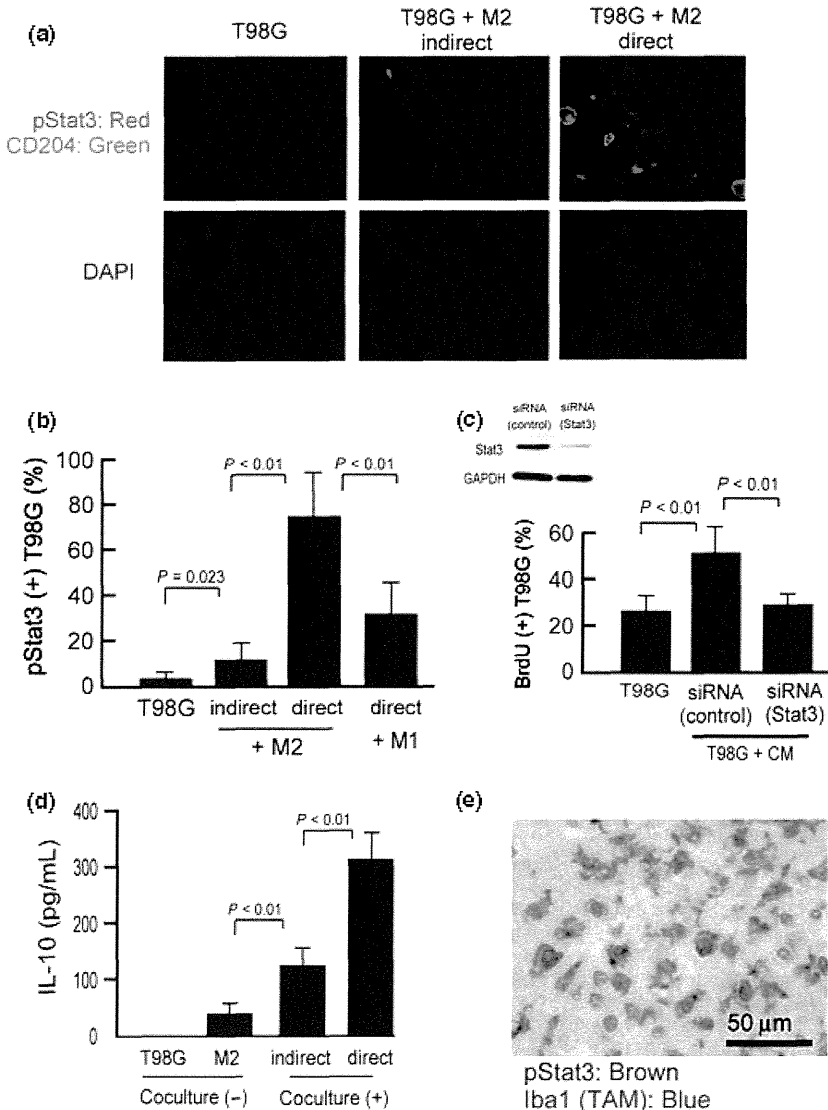 (a)
T98G
T98G + M2
indirect
T98G + M2
direct
pStat3: Red
CD204: Green
DAPI
(b)
pStat3 (+) T98G (%)
100
80
60
40
20
0
P = 0.023
P < 0.01
P < 0.01
T98G
indirect
direct
direct
+ M2
+ M1
(c)
siRNA
(control)
siRNA
(Stat3)
Stat3
GAPDH
BrdU (+) T98G (%)
60
40
20
0
P < 0.01
P < 0.01
T98G
siRNA
(control)
siRNA
(Stat3)
T98G + CM
(d)
IL-10 (pg/mL)
400
300
200
100
0
P < 0.01
P < 0.01
T98G
M2
indirect
direct
Coculture (−)
Coculture (+)
(e)
50 µm
pStat3: Brown
Iba1 (TAM): Blue